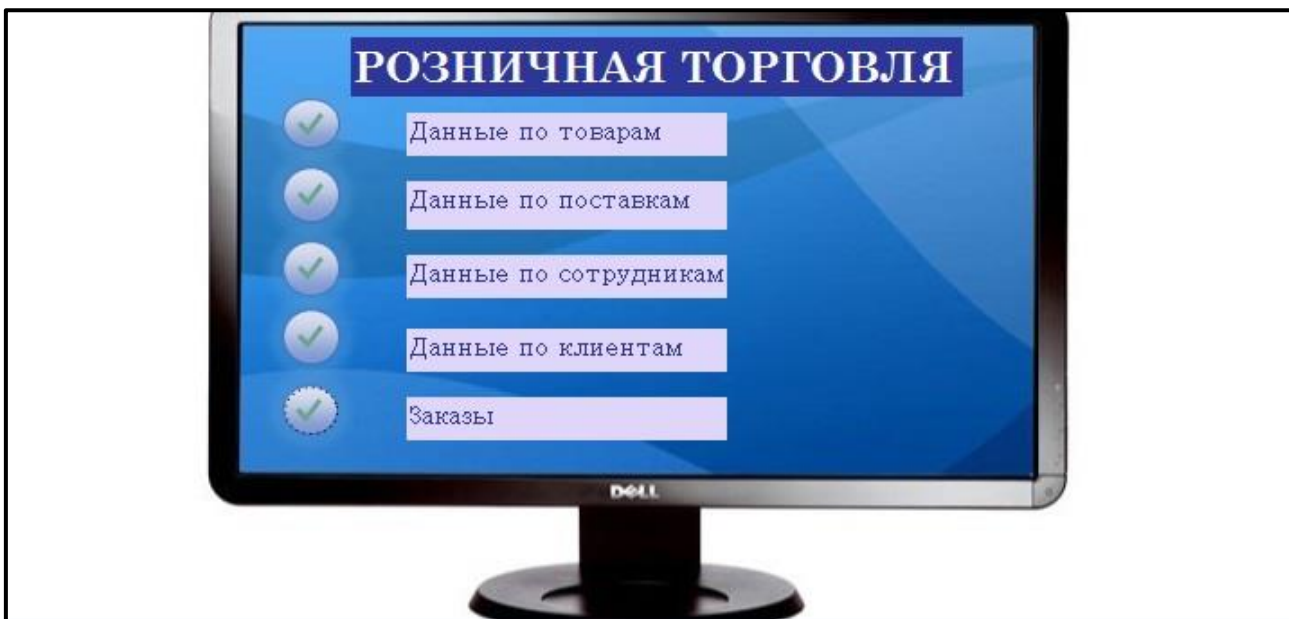 РОЗНИЧНАЯ ТОРГОВЛЯ
Данные по товарам
Данные по поставкам
Данные по сотрудникам
Данные по клиентам
Заказы
DELL